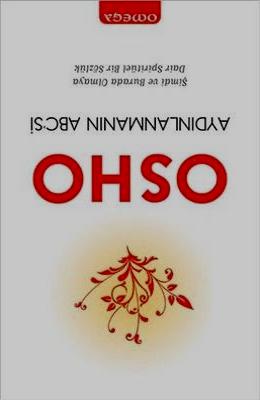 OSHO
AYDINLANMANIN ABC'Sİ
Şimdi ve Burada Olmaya
Dair Spiritüel Bir Sözlük
OMEGA